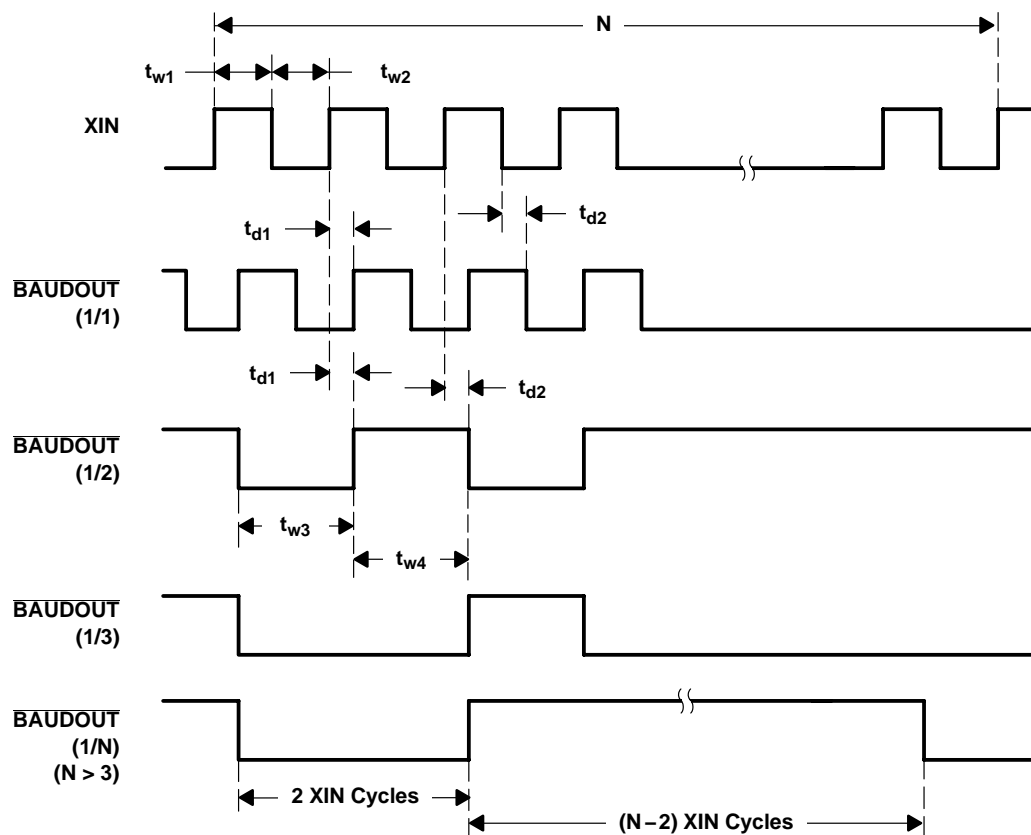 N
tw1
tw2
XIN
td1
td2
BAUDOUT
(1/1)
td1
td2
BAUDOUT
(1/2)
tw3
tw4
BAUDOUT
(1/3)
BAUDOUT
(1/N)
(N > 3)
2 XIN Cycles
(N−2) XIN Cycles